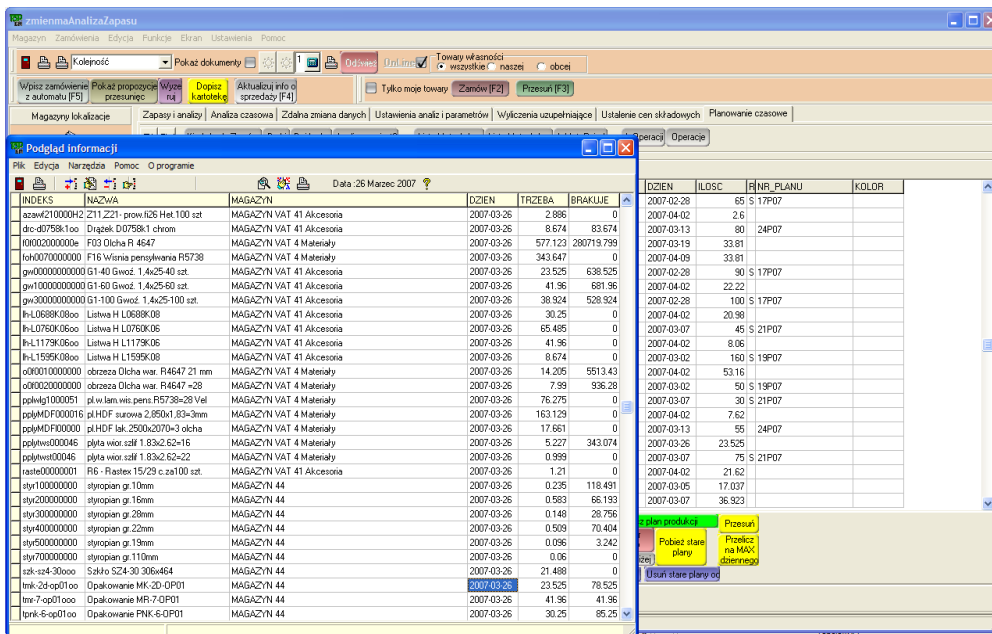 zmienmaAnalizaZapasu
Magazyn Zamówienia Edycja Funkcje Ekran Ustawienia Pomoc
Kolejność Pokaż dokumenty 1 Odśwież OnLine Towary własności
wszystkie naszej obcej
Wpisz zamówienie z automatu [F5] Pokaż propozycje przesunięc Wyze ruj Dopisz kartotekę Aktualizuj info o sprzedaży [F4] Tylko moje towary Zamów [F2] Przesuń [F3]
Magazyny lokalizacje Zapasy i analizy Analiza czasowa Zdalna zmiana danych Ustawienia analiz i parametrów Wyliczenia uzupełniające Ustalenie cen składowych Planowanie czasowe
Operacji Operacje
Podgląd informacji
Plik Edycja Narzędzia Pomoc O programie
Data :26 Marzec 2007
INDEKS NAZWA MAGAZYN DZIEN TRZEBA BRAKUJE DZIEN ILOSC R NR_PLANU KOLOR
azawf210000H2 Z11,Z21- prow.fi26 Het.100 szt MAGAZYN VAT 41 Akcesoria 2007-03-26 2.886 0 2007-02-28 65 S 17P07
drc-d0758k1oo Drążek D0758k1 chrom MAGAZYN VAT 41 Akcesoria 2007-03-26 8.674 83.674 2007-04-02 2.6
f0f002000000e F03 Olcha R 4647 MAGAZYN VAT 4 Materiały 2007-03-26 577.123 280719.799 2007-03-13 80 24P07
foh0070000000 F16 Wisnia pensylwania R5738 MAGAZYN VAT 4 Materiały 2007-03-26 343.647 0 2007-03-19 33.81
gw00000000000 G1-40 Gwoź. 1,4x25-40 szt. MAGAZYN VAT 41 Akcesoria 2007-03-26 23.525 638.525 2007-04-09 33.81
gw10000000000 G1-60 Gwoź. 1,4x25-60 szt. MAGAZYN VAT 41 Akcesoria 2007-03-26 41.96 681.96 2007-02-28 90 S 17P07
gw30000000000 G1-100 Gwoź. 1,4x25-100 szt. MAGAZYN VAT 41 Akcesoria 2007-03-26 38.924 528.924 2007-04-02 22.22
lh-L0688K08oo Listwa H L0688K08 MAGAZYN VAT 41 Akcesoria 2007-03-26 30.25 0 2007-02-28 100 S 17P07
lh-L0760K06oo Listwa H L0760K06 MAGAZYN VAT 41 Akcesoria 2007-03-26 65.485 0 2007-04-02 20.98
lh-L1179K06oo Listwa H L1179K06 MAGAZYN VAT 41 Akcesoria 2007-03-26 41.96 0 2007-03-07 45 S 21P07
lh-L1595K08oo Listwa H L1595K08 MAGAZYN VAT 41 Akcesoria 2007-03-26 8.674 0 2007-04-02 8.06
o0f0010000000 obrzeza Olcha war. R4647 21 mm MAGAZYN VAT 4 Materiały 2007-03-26 14.205 5513.43 2007-03-02 160 S 19P07
o0f0020000000 obrzeza Olcha war. R4647 =28 MAGAZYN VAT 4 Materiały 2007-03-26 7.99 936.28 2007-04-02 53.16
pplwlg1000051 pl.w.lam.wis.pens.R5738=28 Vel MAGAZYN VAT 4 Materiały 2007-03-26 76.275 0 2007-03-02 50 S 19P07
pplyMDF000016 pl.HDF surowa 2,850x1,83=3mm MAGAZYN VAT 4 Materiały 2007-03-26 163.129 0 2007-03-07 30 S 21P07
pplyMDFl00000 pl.HDF lak.2500x2070=3 olcha MAGAZYN VAT 4 Materiały 2007-03-26 17.661 0 2007-04-02 7.62
pplytws000046 plyta wior.szlif 1.83x2.62=16 MAGAZYN VAT 4 Materiały 2007-03-26 5.227 343.074 2007-03-13 55 24P07
pplytwst00046 plyta wior.szlif 1.83x2.62=22 MAGAZYN VAT 4 Materiały 2007-03-26 0.999 0 2007-03-26 23.525
raste00000001 R6 - Rastex 15/29 c.za100 szt. MAGAZYN VAT 41 Akcesoria 2007-03-26 1.21 0 2007-03-07 75 S 21P07
styr100000000 styropian gr.10mm MAGAZYN 44 2007-03-26 0.235 118.491 2007-04-02 21.62
styr200000000 styropian gr.16mm MAGAZYN 44 2007-03-26 0.583 66.193 2007-03-05 17.037
styr300000000 styropian gr.28mm MAGAZYN 44 2007-03-26 0.148 28.756 2007-03-07 36.923
styr400000000 styropian gr.22mm MAGAZYN 44 2007-03-26 0.509 70.404 z plan produkcji Przesuń
styr500000000 styropian gr.19mm MAGAZYN 44 2007-03-26 0.096 3.242 Pobież stare plany Przelicz na MAX dziennego
styr700000000 styropian gr.110mm MAGAZYN 44 2007-03-26 0.06 0
szk-sz4-30ooo Szkło SZ4-30 306x464 MAGAZYN 44 2007-03-26 21.488 0 Usuń stare plany od
tmk-2d-op01oo Opakowanie MK-2D-OP01 MAGAZYN 44 2007-03-26 23.525 78.525
tmr-7-op01ooo Opakowanie MR-7-OP01 MAGAZYN 44 2007-03-26 41.96 41.96
tpnk-6-op01oo Opakowanie PNK-6-OP01 MAGAZYN 44 2007-03-26 30.25 85.25